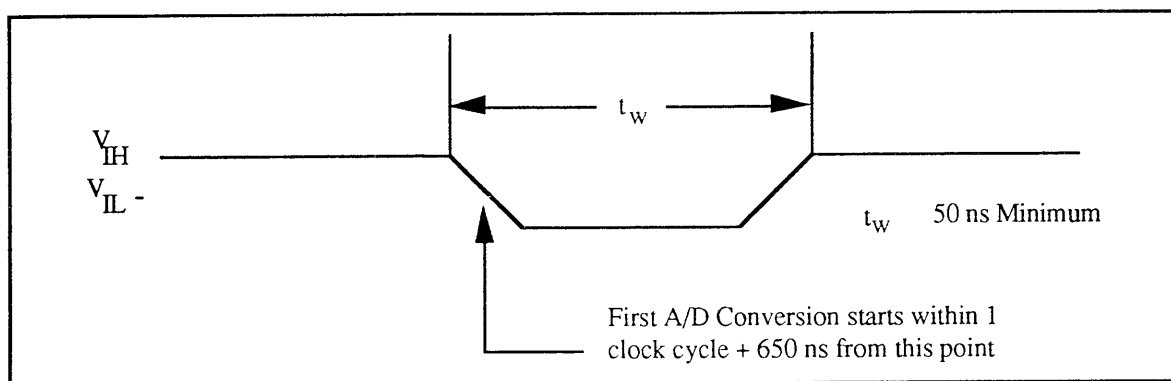 t_W
V_IH
V_IL -
t_W 50 ns Minimum
First A/D Conversion starts within 1
clock cycle + 650 ns from this point